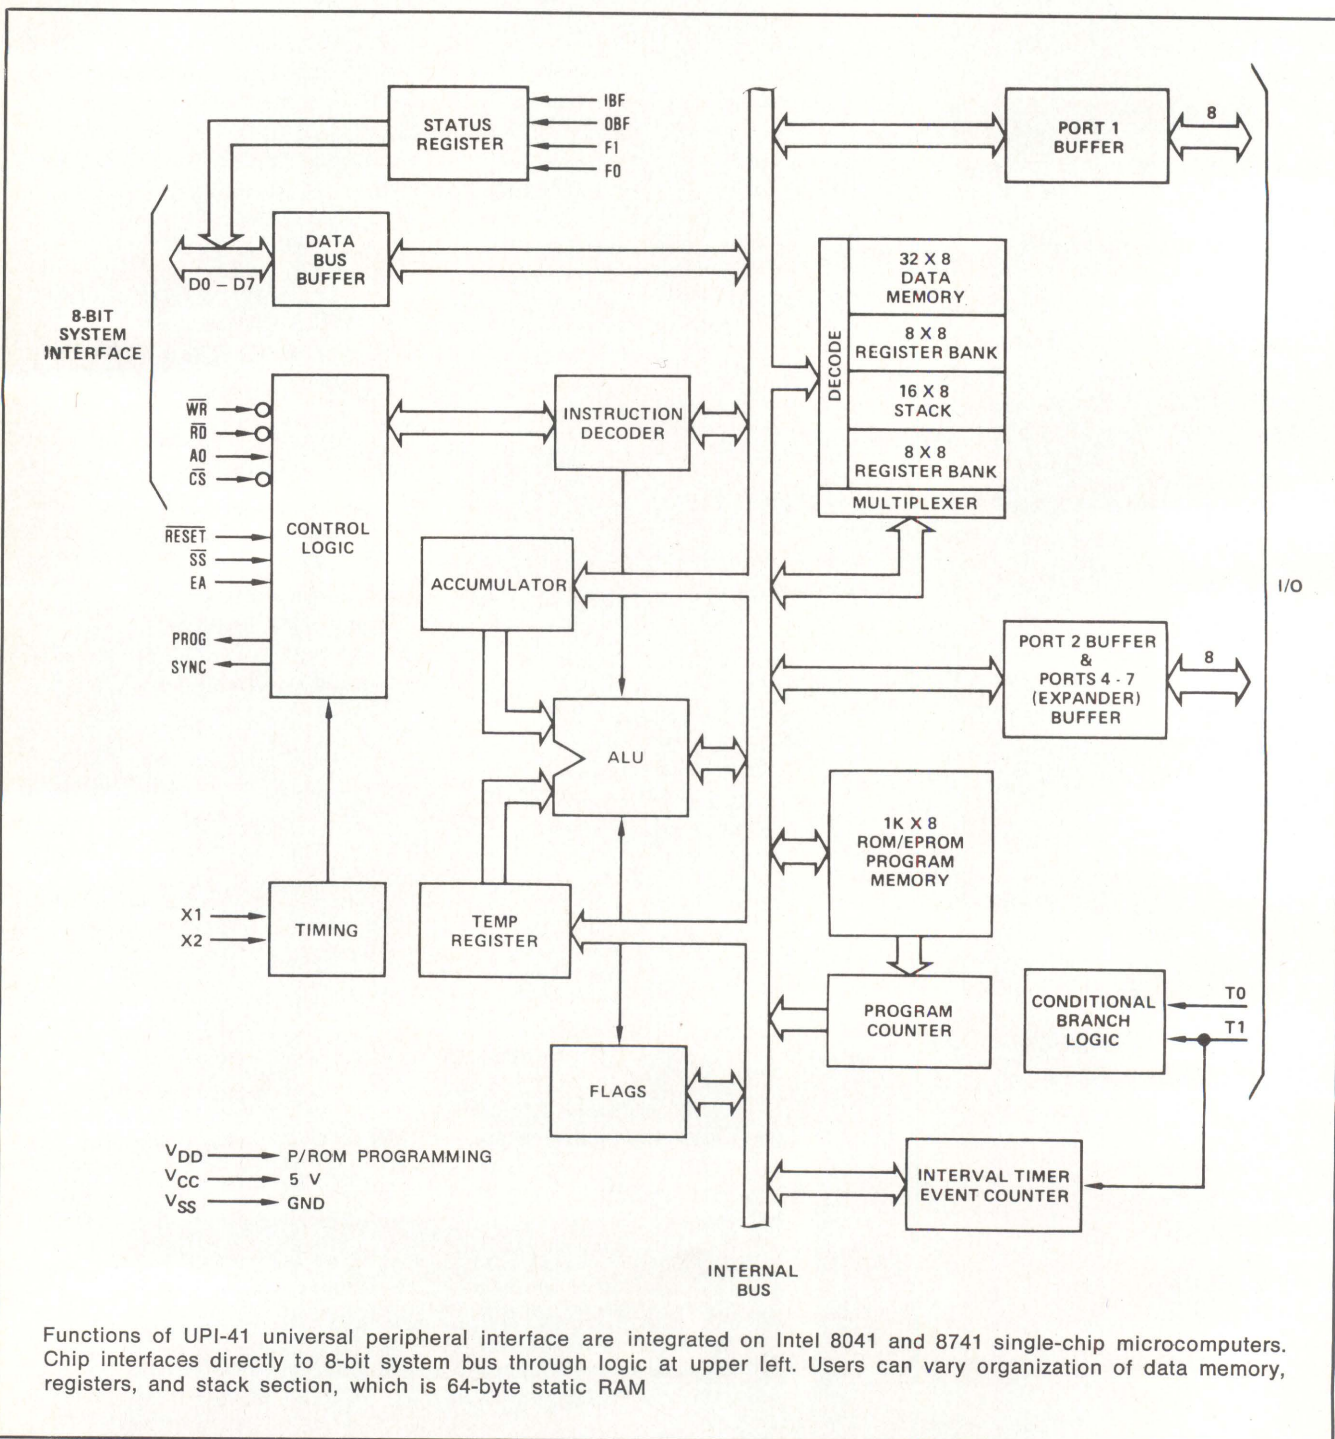 IBF
OBF
F1
F0
STATUS
REGISTER
PORT 1
BUFFER
8
DATA
BUS
BUFFER
D0 – D7
8-BIT
SYSTEM
INTERFACE
32 X 8
DATA
MEMORY
8 X 8
REGISTER BANK
16 X 8
STACK
8 X 8
REGISTER BANK
DECODE
MULTIPLEXER
WR
RD
A0
CS
RESET
SS
EA
PROG
SYNC
CONTROL
LOGIC
INSTRUCTION
DECODER
ACCUMULATOR
I/O
PORT 2 BUFFER
&
PORTS 4 - 7
(EXPANDER)
BUFFER
8
ALU
1K X 8
ROM/EPROM
PROGRAM
MEMORY
X1
X2
TIMING
TEMP
REGISTER
PROGRAM
COUNTER
CONDITIONAL
BRANCH
LOGIC
T0
T1
FLAGS
VDD P/ROM PROGRAMMING
VCC 5 V
VSS GND
INTERVAL TIMER
EVENT COUNTER
INTERNAL
BUS
Functions of UPI-41 universal peripheral interface are integrated on Intel 8041 and 8741 single-chip microcomputers.
Chip interfaces directly to 8-bit system bus through logic at upper left. Users can vary organization of data memory,
registers, and stack section, which is 64-byte static RAM